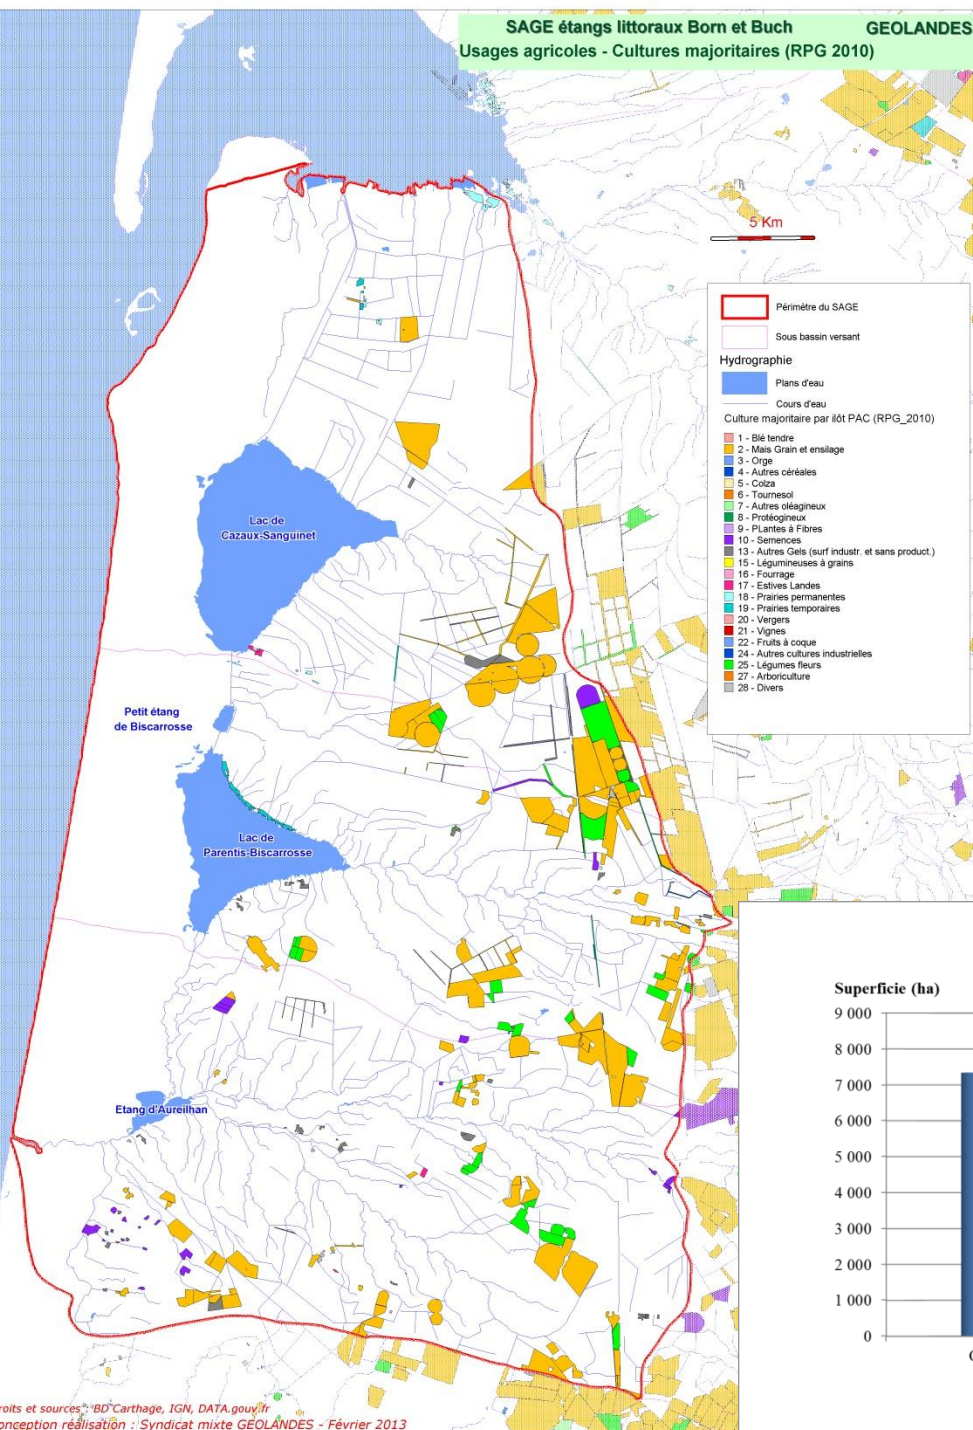 SAGE étangs littoraux Born et Buch GEOLANDES
Usages agricoles - Cultures majoritaires (RPG 2010)
5 Km
Périmètre du SAGE
Sous bassin versant
Hydrographie
Plans d'eau
Cours d'eau
Culture majoritaire par ilôt PAC (RPG_2010)
1 - Blé tendre
2 - Mais Grain et ensilage
3 - Orge
4 - Autres céréales
5 - Colza
6 - Tournesol
7 - Autres oléagineux
8 - Protéogineux
9 - PLantes à Fibres
10 - Semences
13 - Autres Gels (surf industr. et sans product.)
15 - Légumineuses à grains
16 - Fourrage
17 - Estives Landes
18 - Prairies permanentes
19 - Prairies temporaires
20 - Vergers
21 - Vignes
22 - Fruits à coque
24 - Autres cultures industrielles
25 - Légumes fleurs
27 - Arboriculture
28 - Divers
Lac de
Cazaux-Sanguinet
Petit étang
de Biscarrosse
Lac de
Parentis-Biscarrosse
Etang d'Aureilhan
Superficie (ha)
9 000
8 000
7 000
6 000
5 000
4 000
3 000
2 000
1 000
0
roits et sources : BD Carthage, IGN, DATA.gouv.fr
onception réalisation : Syndicat mixte GEOLANDES - Février 2013